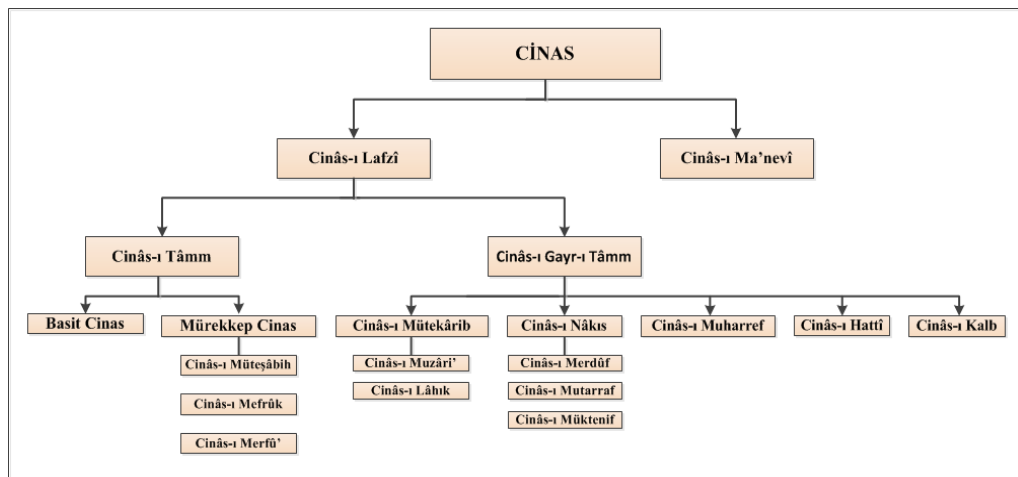 CİNAS
Cinâs-ı Lafzî
Cinâs-ı Ma’nevî
Cinâs-ı Tâmm
Cinâs-ı Gayr-ı Tâmm
Basit Cinas
Mürekkep Cinas
Cinâs-ı Mütekârib
Cinâs-ı Nâkıs
Cinâs-ı Muharref
Cinâs-ı Hattî
Cinâs-ı Kalb
Cinâs-ı Müteşâbih
Cinâs-ı Muzâri’
Cinâs-ı Merdûf
Cinâs-ı Mefrûk
Cinâs-ı Lâhık
Cinâs-ı Mutarraf
Cinâs-ı Merfû’
Cinâs-ı Müktenif